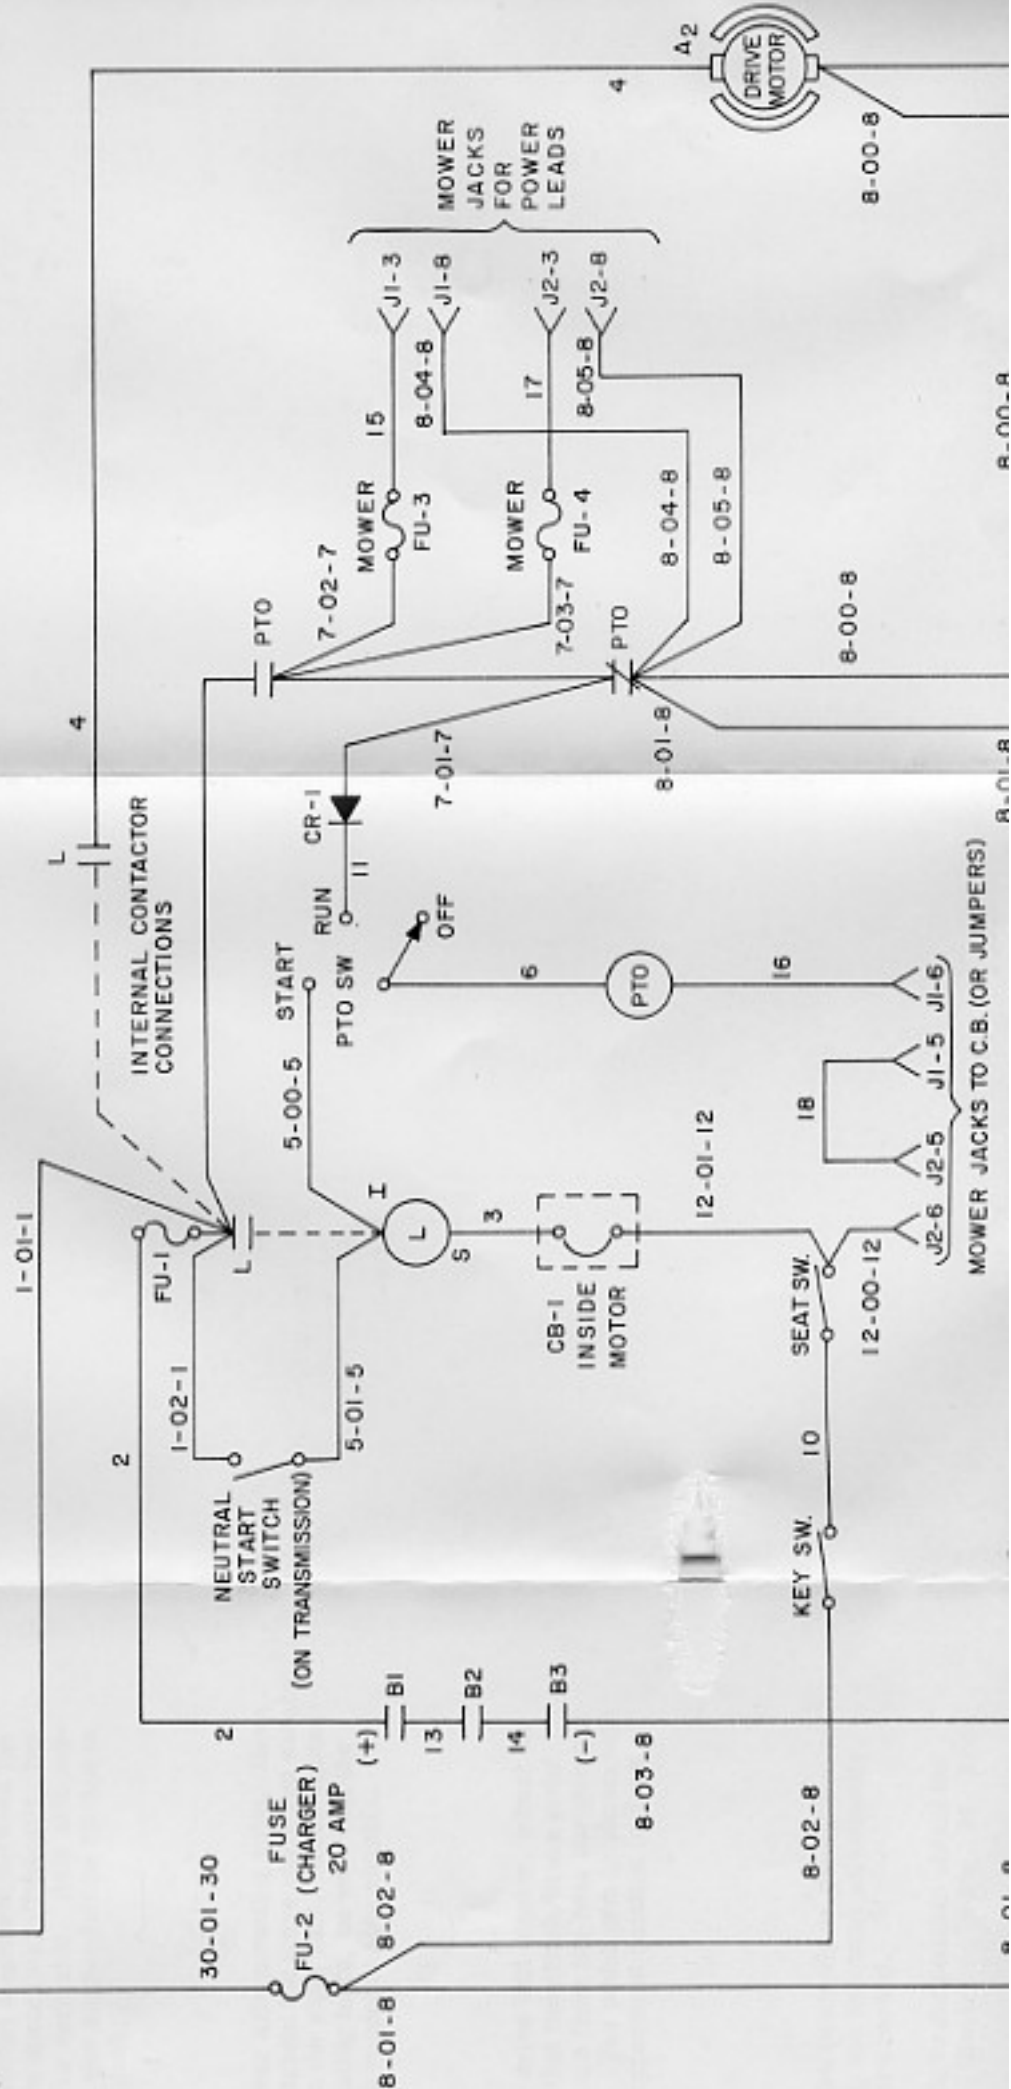 A2
DRIVE
MOTOR
4
8-00-8
MOWER
JACKS
FOR
POWER
LEADS
J1-3
J1-8
J2-3
J2-8
15
8-04-8
17
8-05-8
MOWER
FU-3
MOWER
FU-4
8-04-8
8-05-8
8-00-8
PTO
7-02-7
7-03-7
PTO
8-00-8
4
7-01-7
8-01-8
8-01-8
L
INTERNAL CONTACTOR
CONNECTIONS
CR-1
11
RUN
OFF
START
PTO SW
6
PTO
16
J1-6
J1-5
J2-5
J2-6
18
MOWER JACKS TO C.B. (OR JUMPERS)
5-00-5
1-01-1
FU-1
L
I
L
S
3
12-01-12
CB-1
INSIDE
MOTOR
SEAT SW.
12-00-12
2
1-02-1
5-01-5
10
NEUTRAL
START
SWITCH
(ON TRANSMISSION)
KEY SW.
2
(+)
B1
13
B2
14
B3
(-)
8-03-8
8-02-8
30-01-30
FUSE
FU-2 (CHARGER)
20 AMP
8-02-8
8-01-8